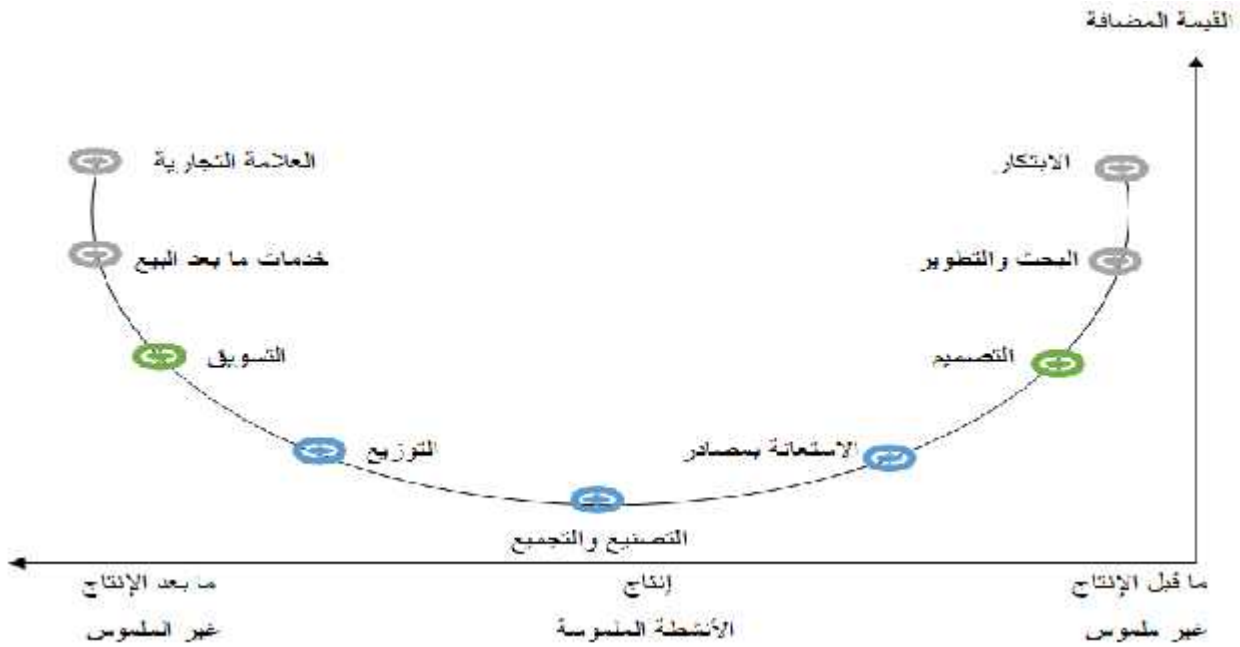 القيمة المضافة
الابتكار
العلامة التجارية
البحث والتطوير
خدمات ما بعد البيع
التصميم
التسويق
الاستعانة بمصادر
التوزيع
التصنيع والتجميع
ما قبل الإنتاج
إنتاج
ما بعد الإنتاج
غير ملموس
الأنشطة الملموسة
غير الملموس